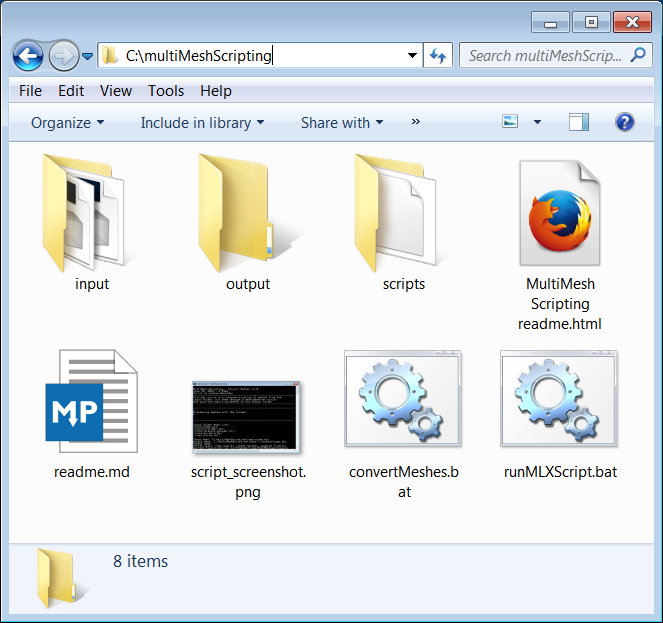 C:\multiMeshScripting
Search multiMeshScrip...
File Edit View Tools Help
Organize Include in library Share with »
input
output
scripts
MultiMesh
Scripting
readme.html
MP
readme.md
script_screenshot.
png
convertMeshes.b
at
runMLXScript.bat
8 items